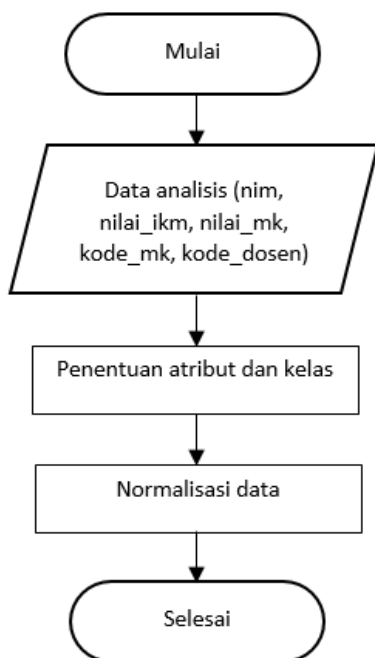 Mulai
Data analisis (nim,
nilai_ikm, nilai_mk,
kode_mk, kode_dosen)
Penentuan atribut dan kelas
Normalisasi data
Selesai